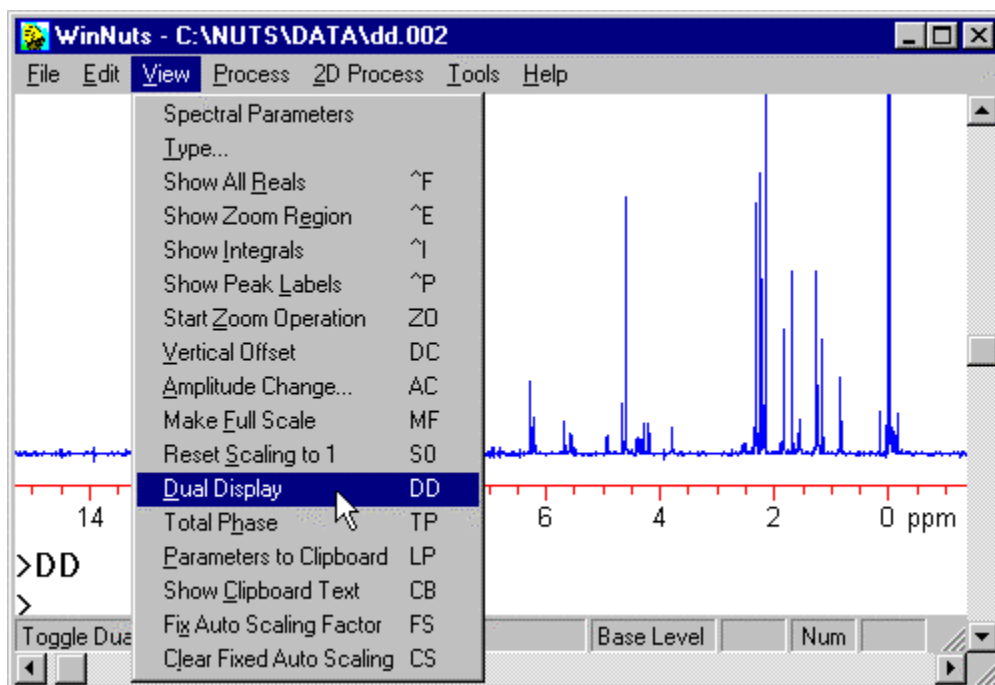 WinNuts - C:\NUTS\DATA\dd.002
File Edit View Process 2D Process Tools Help
Spectral Parameters
Type...
Show All Reals ^F
Show Zoom Region ^E
Show Integrals ^I
Show Peak Labels ^P
Start Zoom Operation ZO
Vertical Offset DC
Amplitude Change... AC
Make Full Scale MF
Reset Scaling to 1 S0
Dual Display DD
Total Phase TP
Parameters to Clipboard LP
Show Clipboard Text CB
Fix Auto Scaling Factor FS
Clear Fixed Auto Scaling CS
14 6 4 2 0 ppm
>DD
>
Toggle Dua Base Level Num